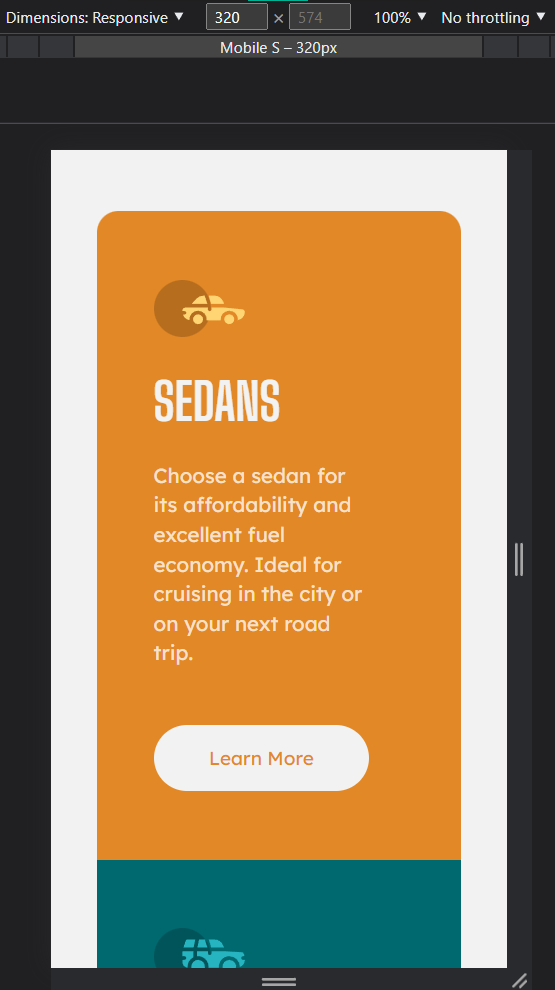 Dimensions: Responsive ▼ 320 × 574 100% ▼ No throttling ▼
Mobile S – 320px
SEDANS
Choose a sedan for
its affordability and
excellent fuel
economy. Ideal for
cruising in the city or
on your next road
trip.
Learn More